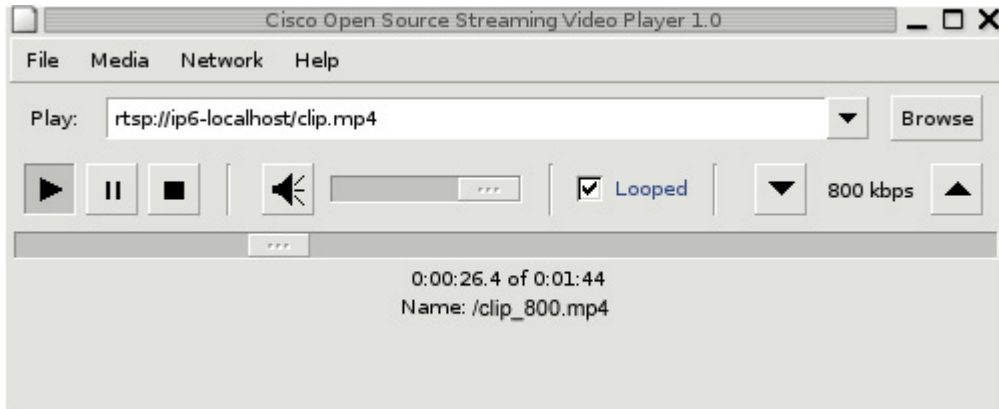 Cisco Open Source Streaming Video Player 1.0
File Media Network Help
Play: rtsp://ip6-localhost/clip.mp4 Browse
Looped 800 kbps
0:00:26.4 of 0:01:44
Name: /clip_800.mp4